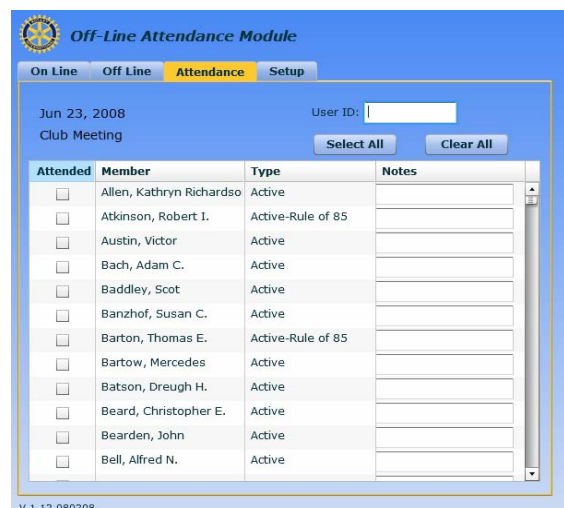 Off-Line Attendance Module
On Line Off Line Attendance Setup
Jun 23, 2008 User ID:
Club Meeting
Select All Clear All
Attended Member Type Notes
Allen, Kathryn Richardso Active
Atkinson, Robert I. Active-Rule of 85
Austin, Victor Active
Bach, Adam C. Active
Baddley, Scot Active
Banzhof, Susan C. Active
Barton, Thomas E. Active-Rule of 85
Bartow, Mercedes Active
Batson, Dreugh H. Active
Beard, Christopher E. Active
Bearden, John Active
Bell, Alfred N. Active
V 1.12 080208